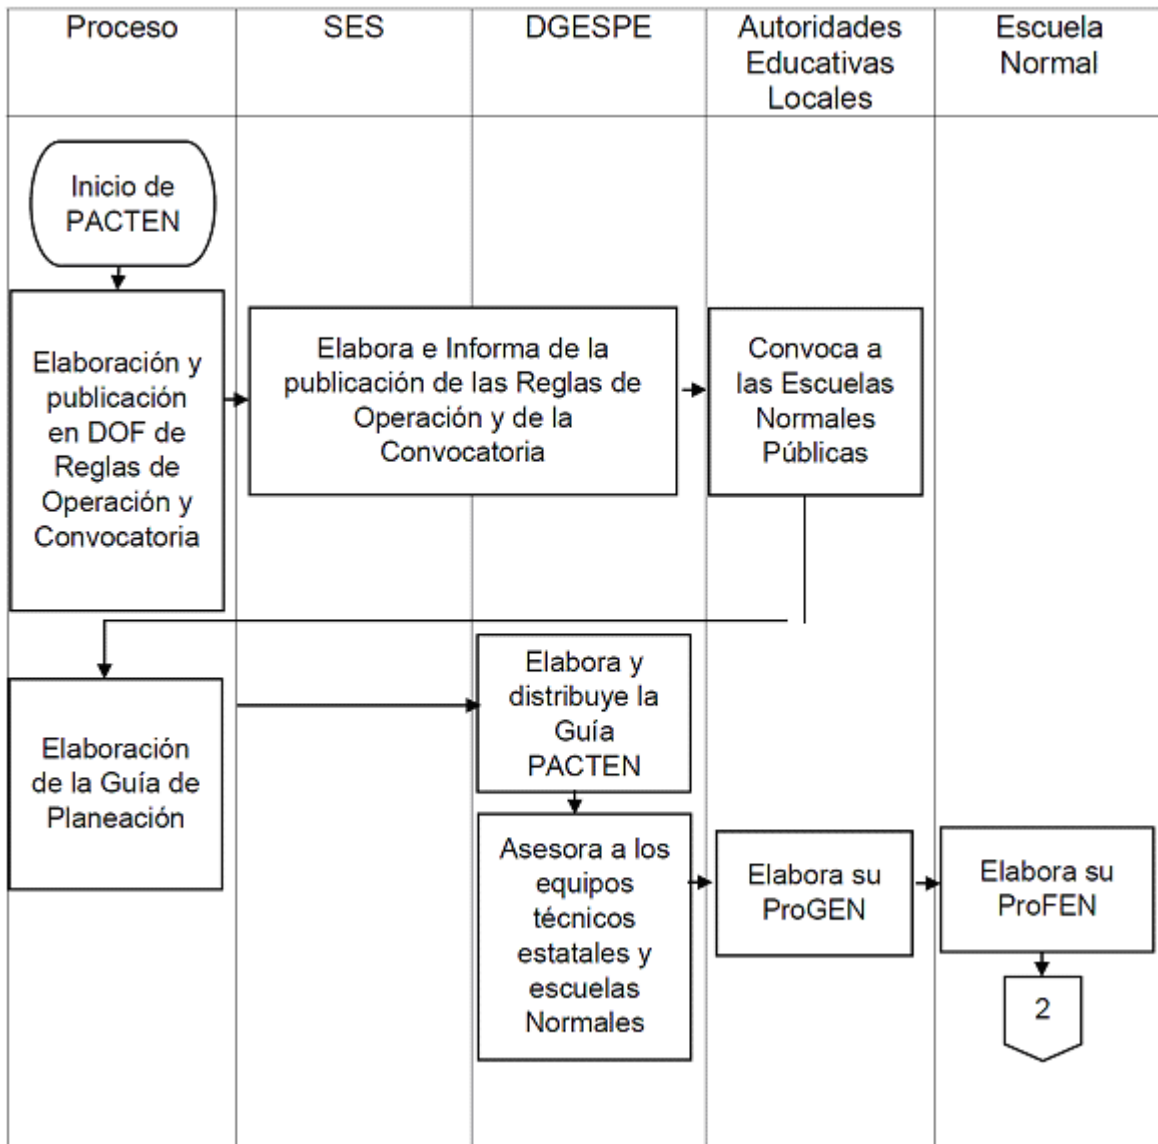 Proceso
SES
DGESPE
Autoridades
Educativas
Locales
Escuela
Normal
Inicio de
PACTEN
Elaboración y
publicación
en DOF de
Reglas de
Operación y
Convocatoria
Elabora e Informa de la
publicación de las Reglas de
Operación y de la
Convocatoria
Convoca a
las Escuelas
Normales
Públicas
Elaboración
de la Guía de
Planeación
Elabora y
distribuye la
Guía
PACTEN
Asesora a los
equipos
técnicos
estatales y
escuelas
Normales
Elabora su
ProGEN
Elabora su
ProFEN
2